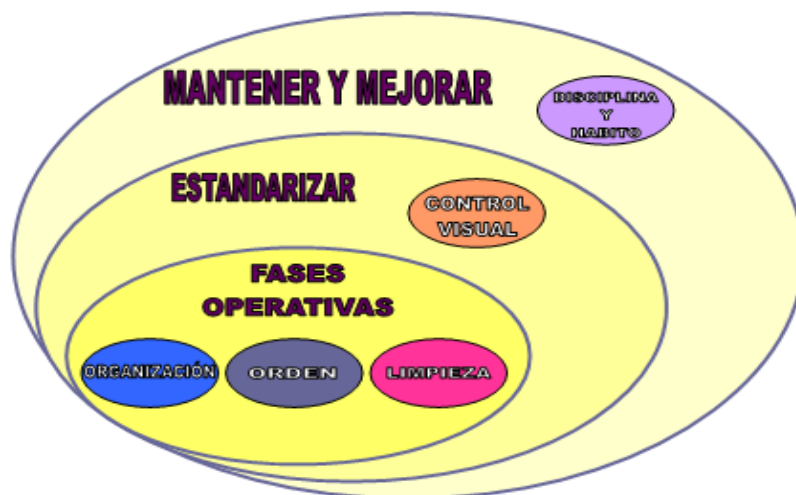 MANTENER Y MEJORAR
DISCIPLINA
Y
HABITO
ESTANDARIZAR
CONTROL
VISUAL
FASES
OPERATIVAS
ORGANIZACIÓN
ORDEN
LIMPIEZA